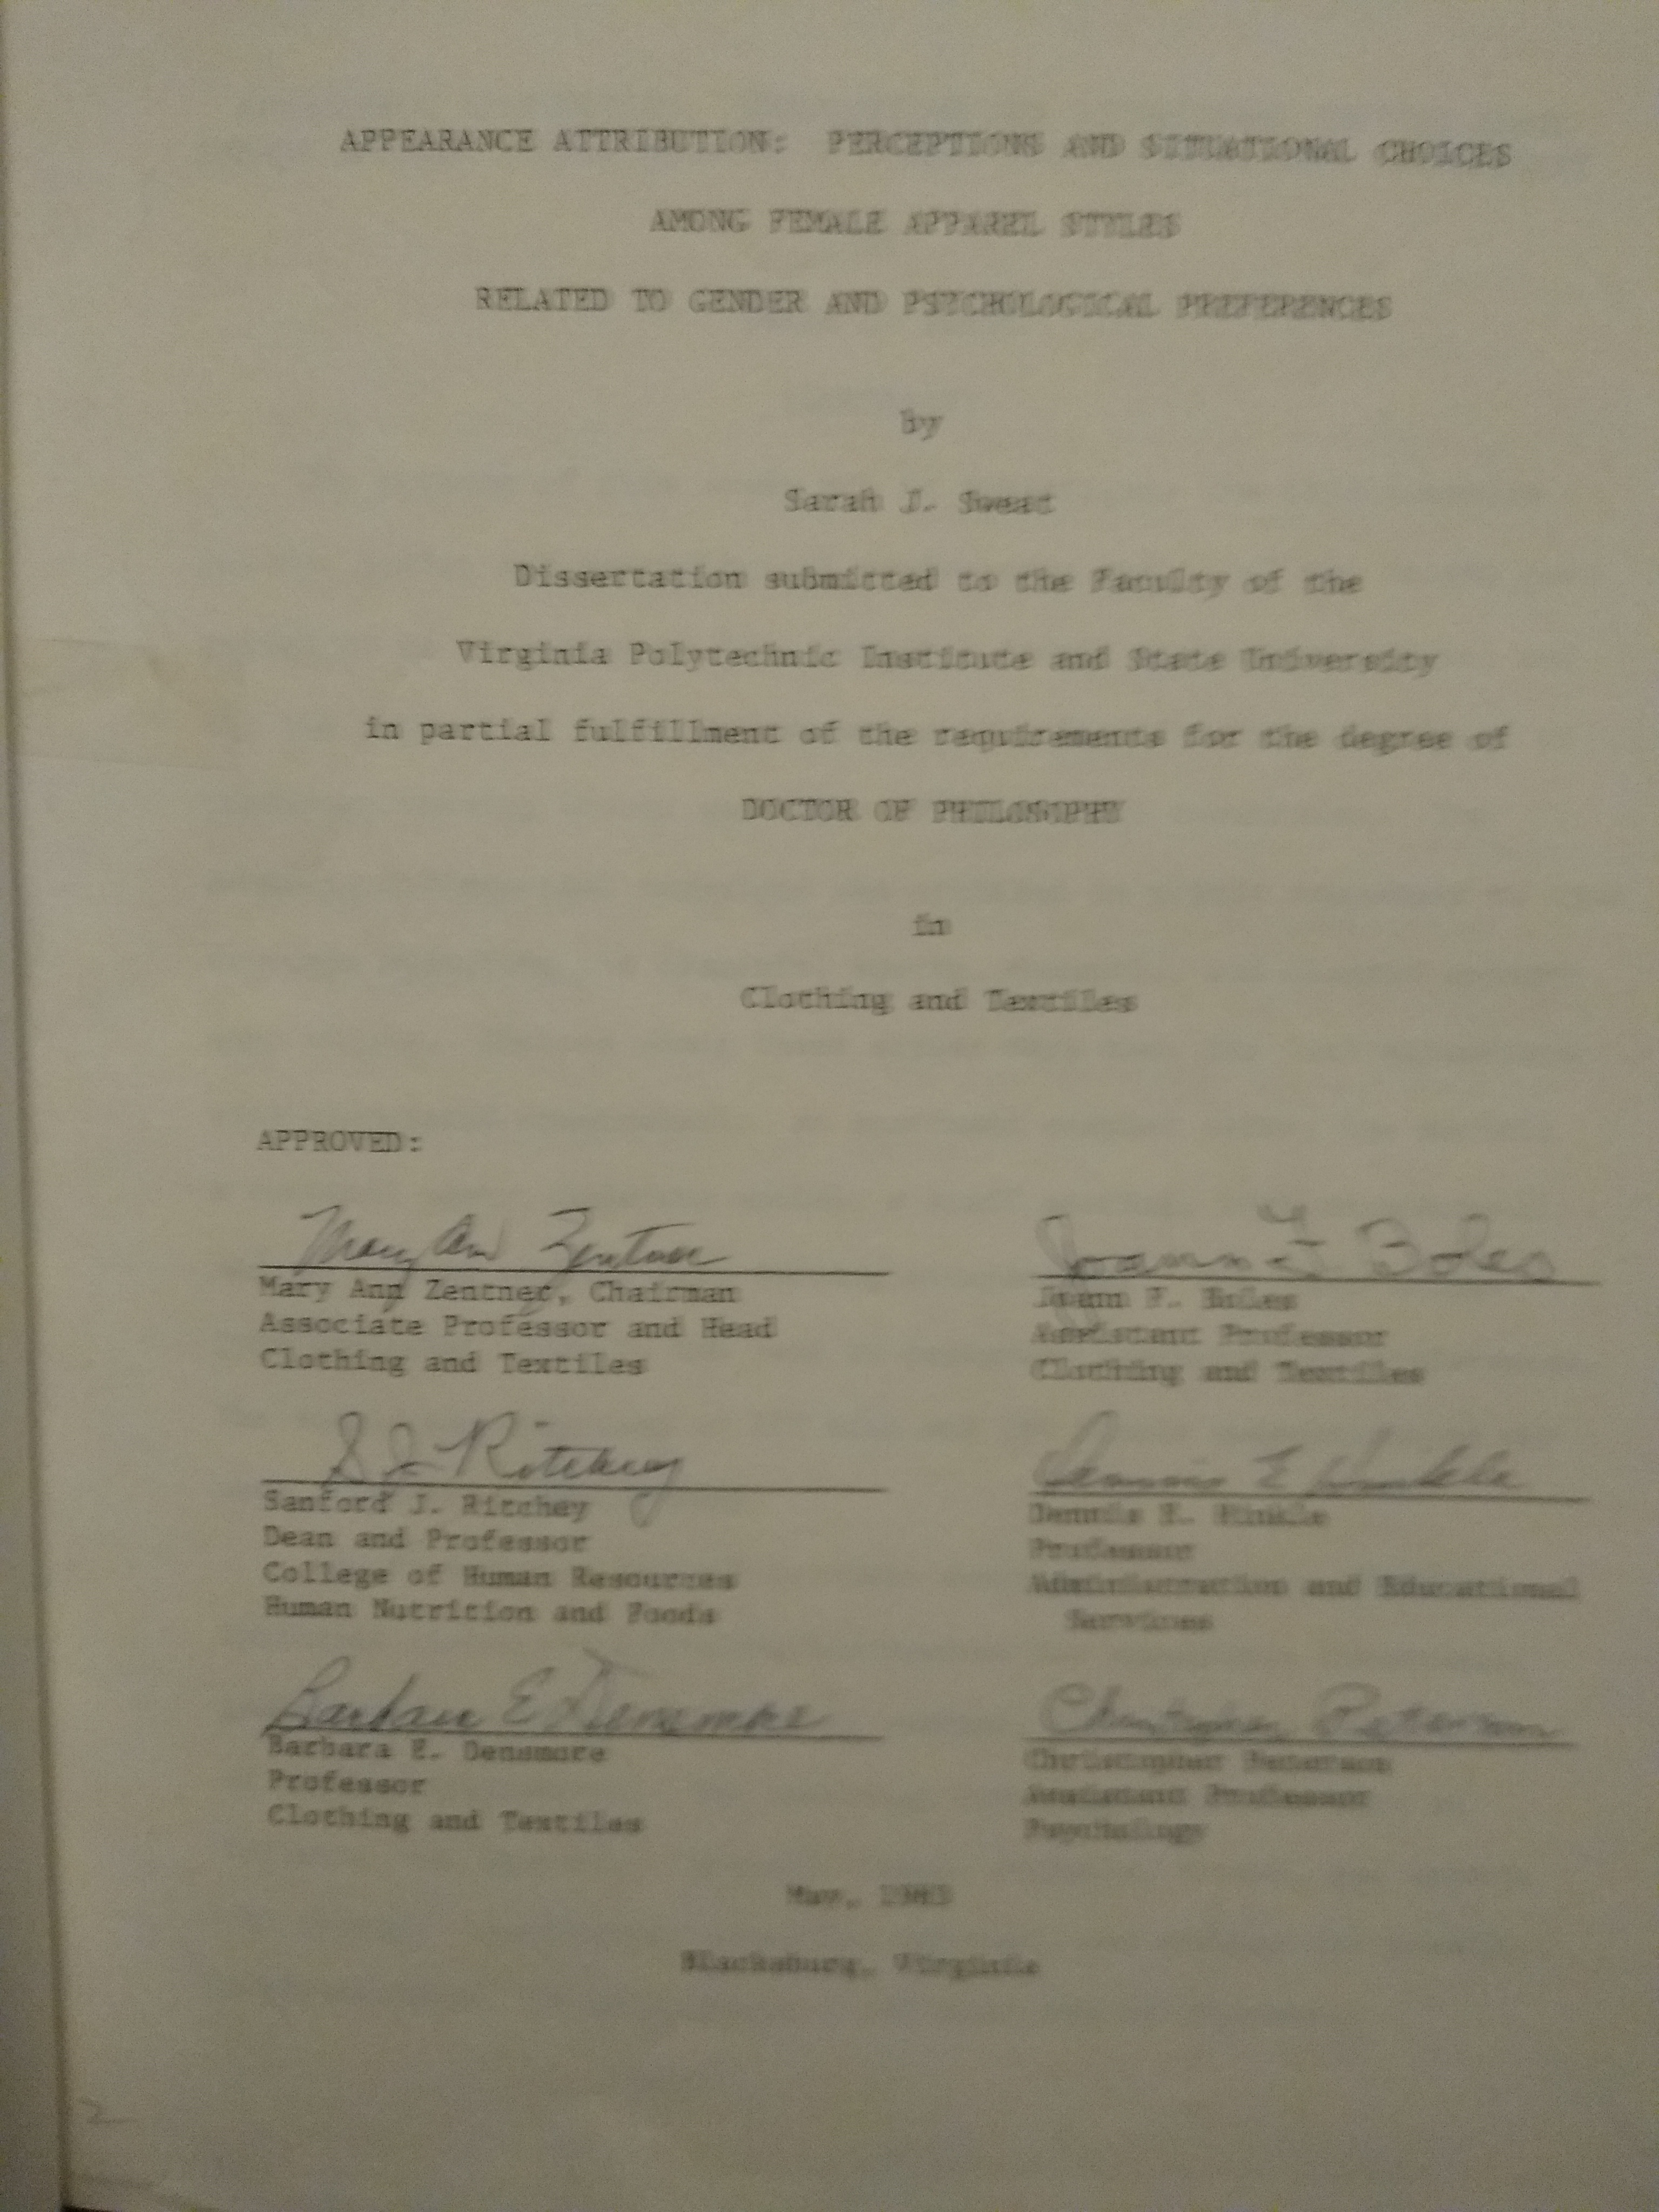 APPEARANCE ATTRIBUTION: PERCEPTIONS AND SITUATIONAL CHOICES
AMONG FEMALE APPAREL STYLES
RELATED TO GENDER AND PSYCHOLOGICAL PREFERENCES
by
Sarah J. Sweat
Dissertation submitted to the Faculty of the
Virginia Polytechnic Institute and State University
in partial fulfillment of the requirements for the degree of
DOCTOR OF PHILOSOPHY
in
Clothing and Textiles
APPROVED:
Mary Ann Zentner
Mary Ann Zentner, Chairman
Associate Professor and Head
Clothing and Textiles
Joann F Boles
Joann F. Boles
Assistant Professor
Clothing and Textiles
S J Ritchey
Sanford J. Ritchey
Dean and Professor
College of Human Resources
Human Nutrition and Foods
Dennis E Hinkle
Dennis E. Hinkle
Professor
Administration and Educational
Services
Barbara E Densmore
Barbara E. Densmore
Professor
Clothing and Textiles
Christopher Peterson
Christopher Peterson
Assistant Professor
Psychology
May,
Blacksburg, Virginia
2